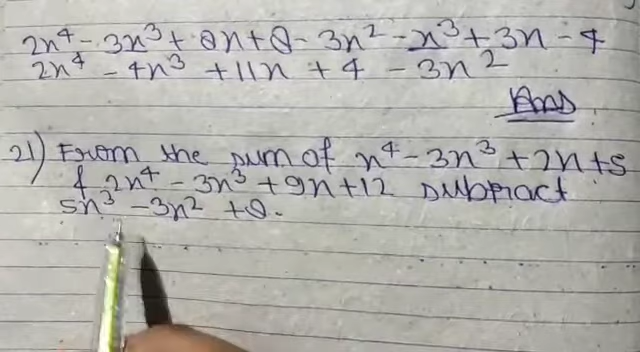 2x⁴ - 3x³ + 8x + 8 - 3x² - x³ + 3x - 4
2x⁴ - 4x³ + 11x + 4 - 3x²
Ans
21) From the sum of x⁴ - 3x³ + 2x + 5
& 2x⁴ - 3x³ + 9x + 12 subtract
5x³ - 3x² + 8.